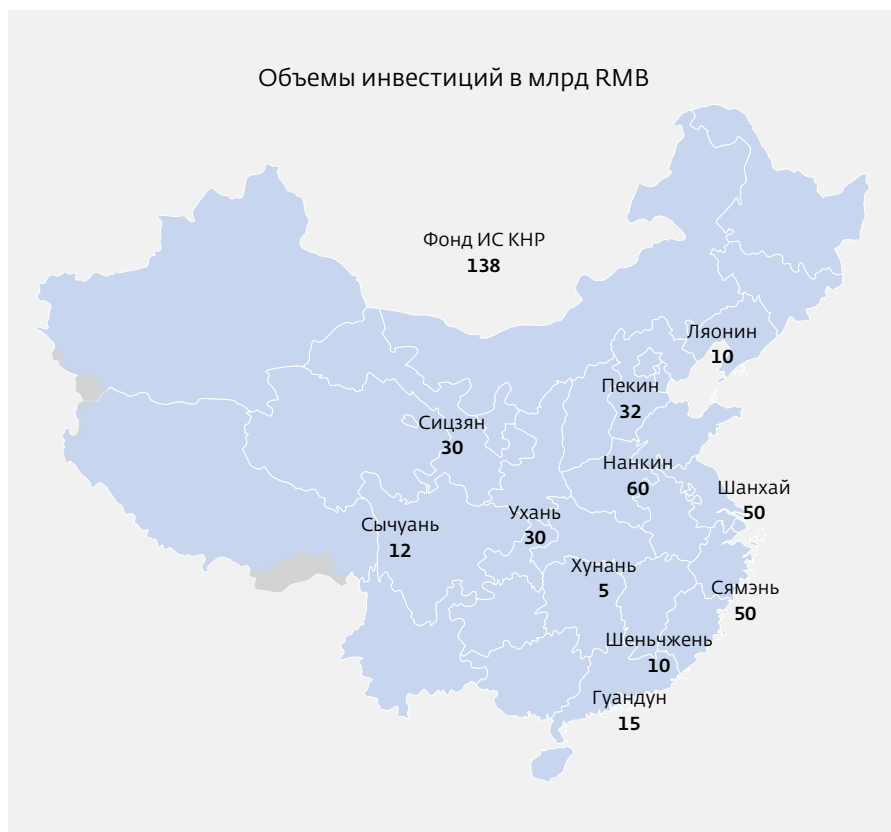 Объемы инвестиций в млрд RMB
Фонд ИС КНР
138
Ляонин
10
Пекин
32
Сицзян
30
Нанкин
60
Шанхай
50
Ухань
30
Сычуань
12
Хунань
5
Сямэнь
50
Шеньчжень
10
Гуандун
15